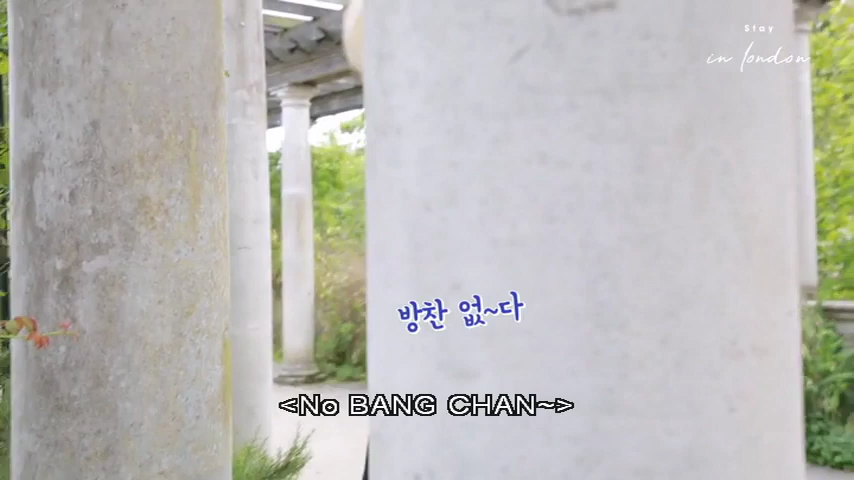 Stay
in london
방찬 없~다
<No BANG CHAN~>